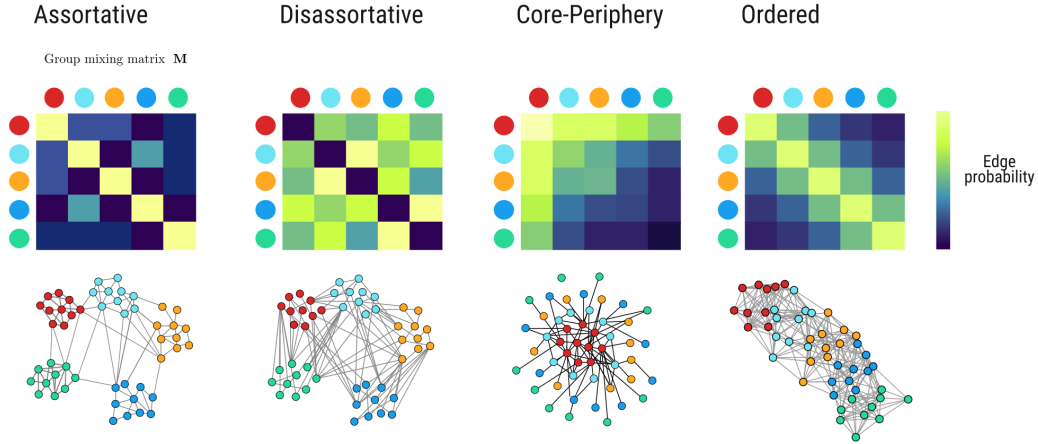 Assortative
Disassortative
Core-Periphery
Ordered
Group mixing matrix M
Edge
probability